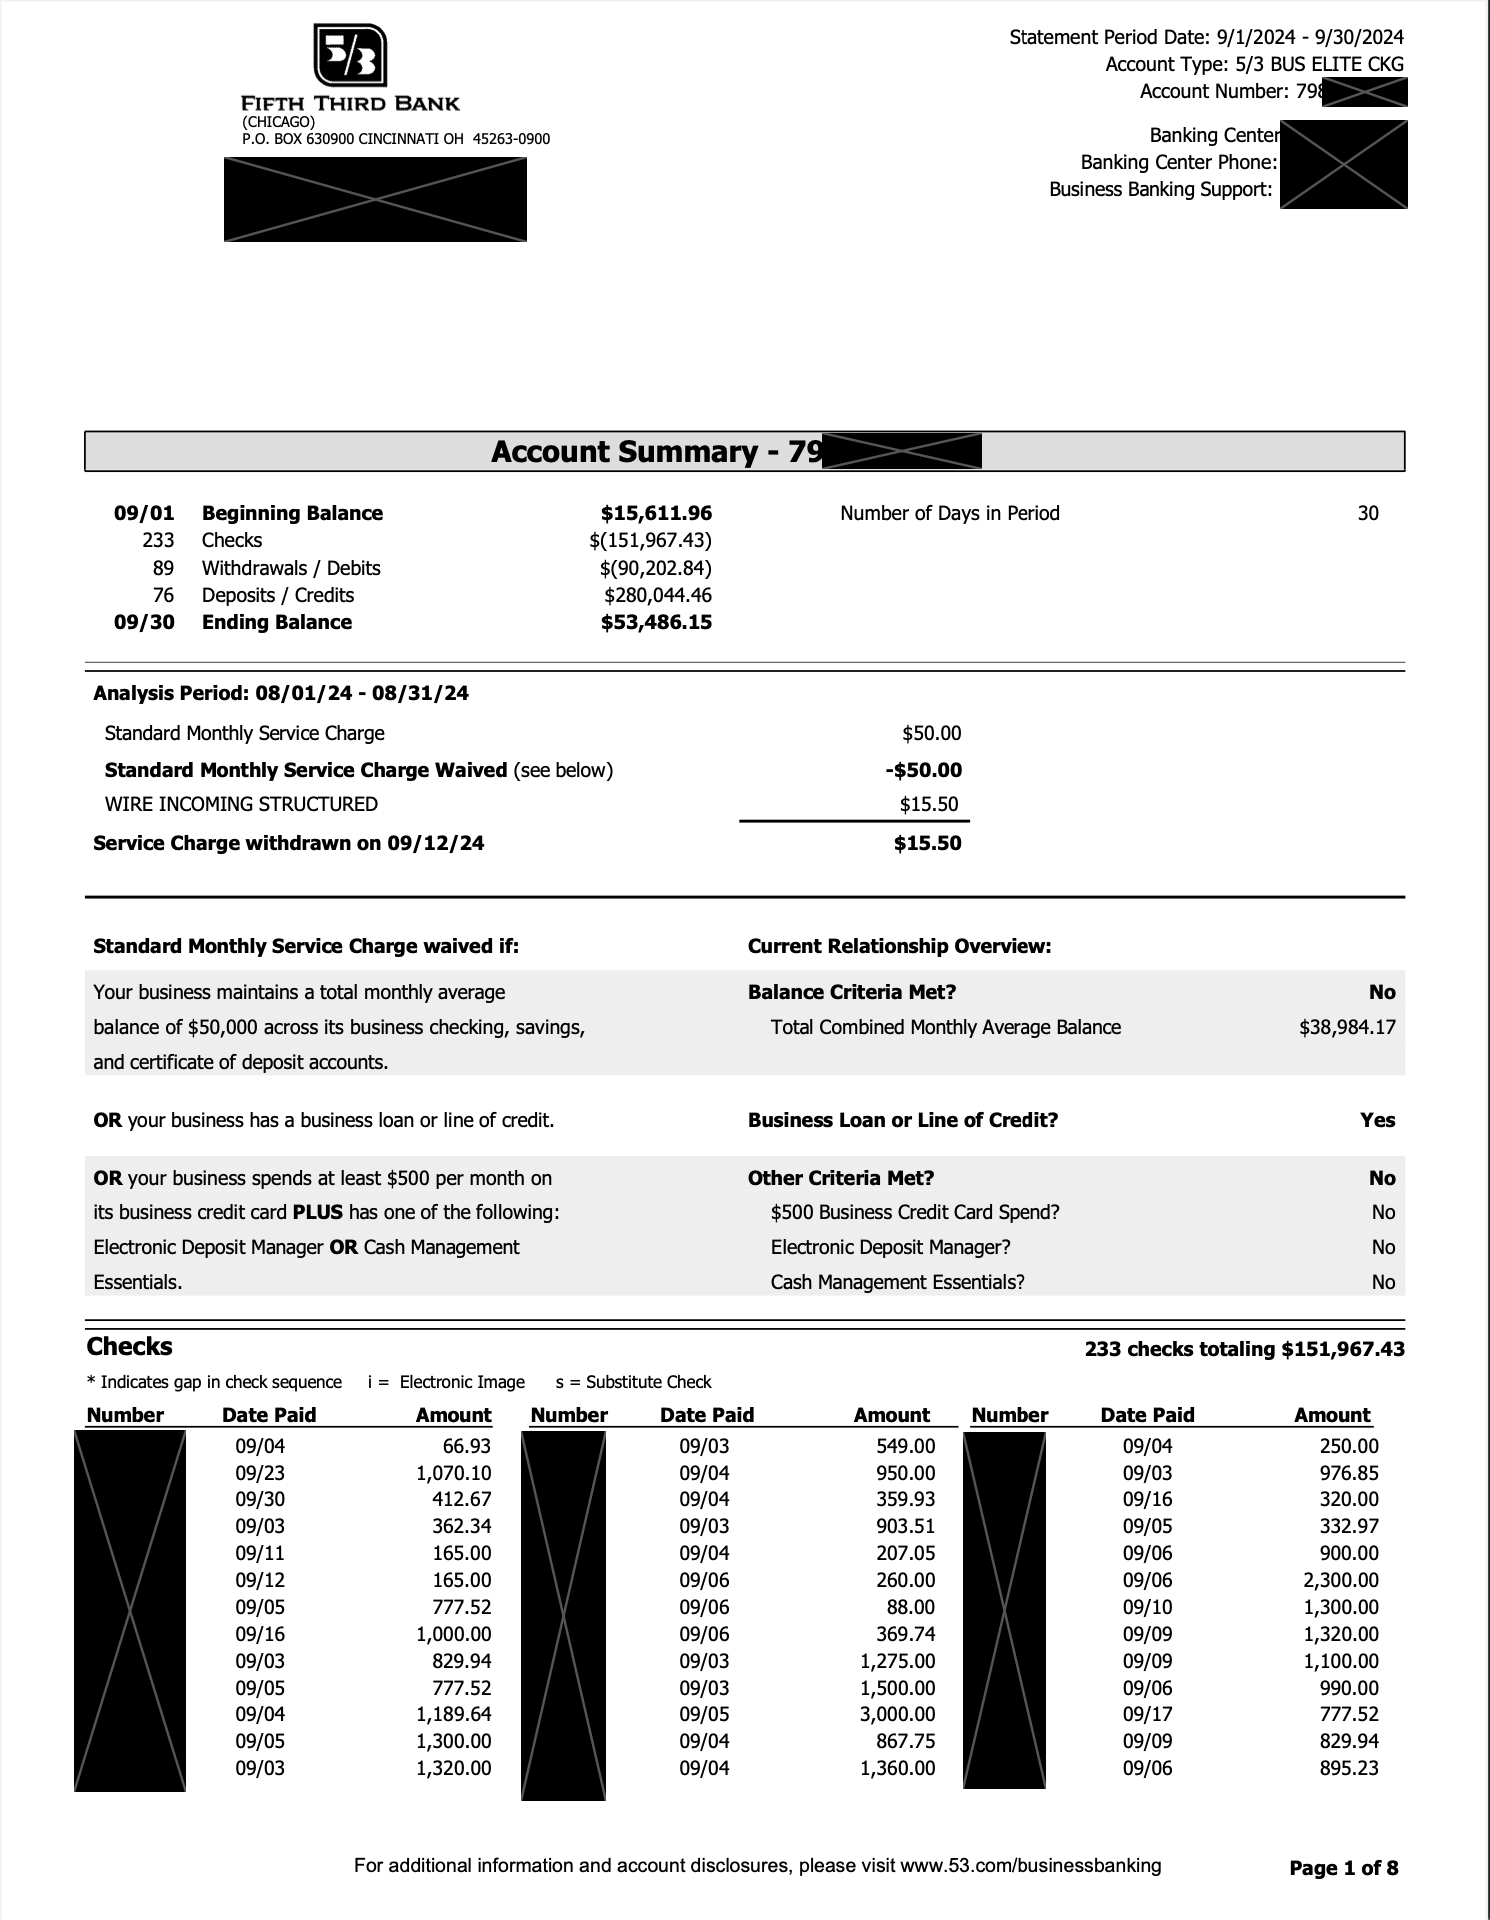 5/3
FIFTH THIRD BANK
(CHICAGO)
P.O. BOX 630900 CINCINNATI OH 45263-0900
Statement Period Date: 9/1/2024 - 9/30/2024
Account Type: 5/3 BUS ELITE CKG
Account Number: 798
Banking Center
Banking Center Phone:
Business Banking Support:
Account Summary - 79
09/01 Beginning Balance $15,611.96 Number of Days in Period 30
233 Checks $(151,967.43)
89 Withdrawals / Debits $(90,202.84)
76 Deposits / Credits $280,044.46
09/30 Ending Balance $53,486.15
Analysis Period: 08/01/24 - 08/31/24
Standard Monthly Service Charge $50.00
Standard Monthly Service Charge Waived (see below) -$50.00
WIRE INCOMING STRUCTURED $15.50
Service Charge withdrawn on 09/12/24 $15.50
Standard Monthly Service Charge waived if: Current Relationship Overview:
Your business maintains a total monthly average Balance Criteria Met? No
balance of $50,000 across its business checking, savings, Total Combined Monthly Average Balance $38,984.17
and certificate of deposit accounts.
OR your business has a business loan or line of credit. Business Loan or Line of Credit? Yes
OR your business spends at least $500 per month on Other Criteria Met? No
its business credit card PLUS has one of the following: $500 Business Credit Card Spend? No
Electronic Deposit Manager OR Cash Management Electronic Deposit Manager? No
Essentials. Cash Management Essentials? No
Checks 233 checks totaling $151,967.43
* Indicates gap in check sequence i = Electronic Image s = Substitute Check
Number Date Paid Amount Number Date Paid Amount Number Date Paid Amount
09/04 66.93 09/03 549.00 09/04 250.00
09/23 1,070.10 09/04 950.00 09/03 976.85
09/30 412.67 09/04 359.93 09/16 320.00
09/03 362.34 09/03 903.51 09/05 332.97
09/11 165.00 09/04 207.05 09/06 900.00
09/12 165.00 09/06 260.00 09/06 2,300.00
09/05 777.52 09/06 88.00 09/10 1,300.00
09/16 1,000.00 09/06 369.74 09/09 1,320.00
09/03 829.94 09/03 1,275.00 09/09 1,100.00
09/05 777.52 09/03 1,500.00 09/06 990.00
09/04 1,189.64 09/05 3,000.00 09/17 777.52
09/05 1,300.00 09/04 867.75 09/09 829.94
09/03 1,320.00 09/04 1,360.00 09/06 895.23
For additional information and account disclosures, please visit www.53.com/businessbanking
Page 1 of 8